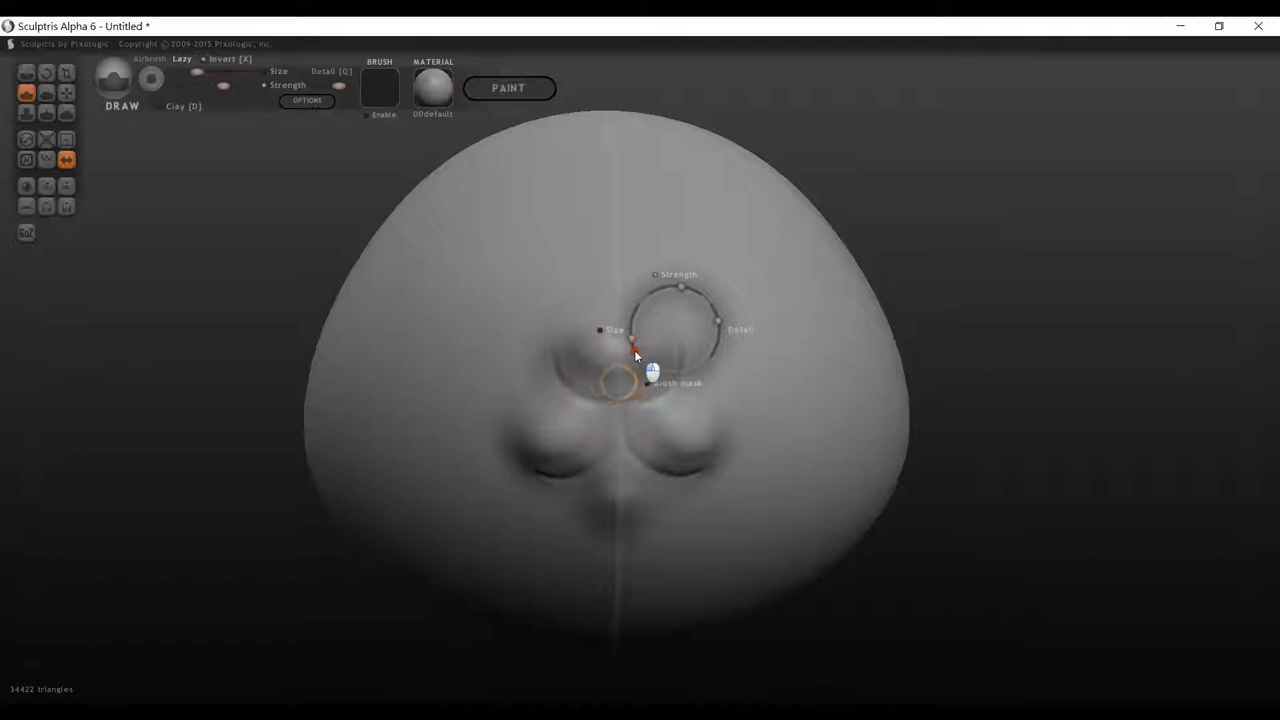 Sculptris Alpha 6 - Untitled *
Sculptris by Pixologic   Copyright © 2009-2015 Pixologic, Inc.
Airbrush Lazy Invert [X]
Size Detail [Q]
Strength
OPTIONS
DRAW Clay [D]
BRUSH
Enable
MATERIAL
00default
PAINT
Strength
Size
Detail
Brush mask
GoZ
34422 triangles